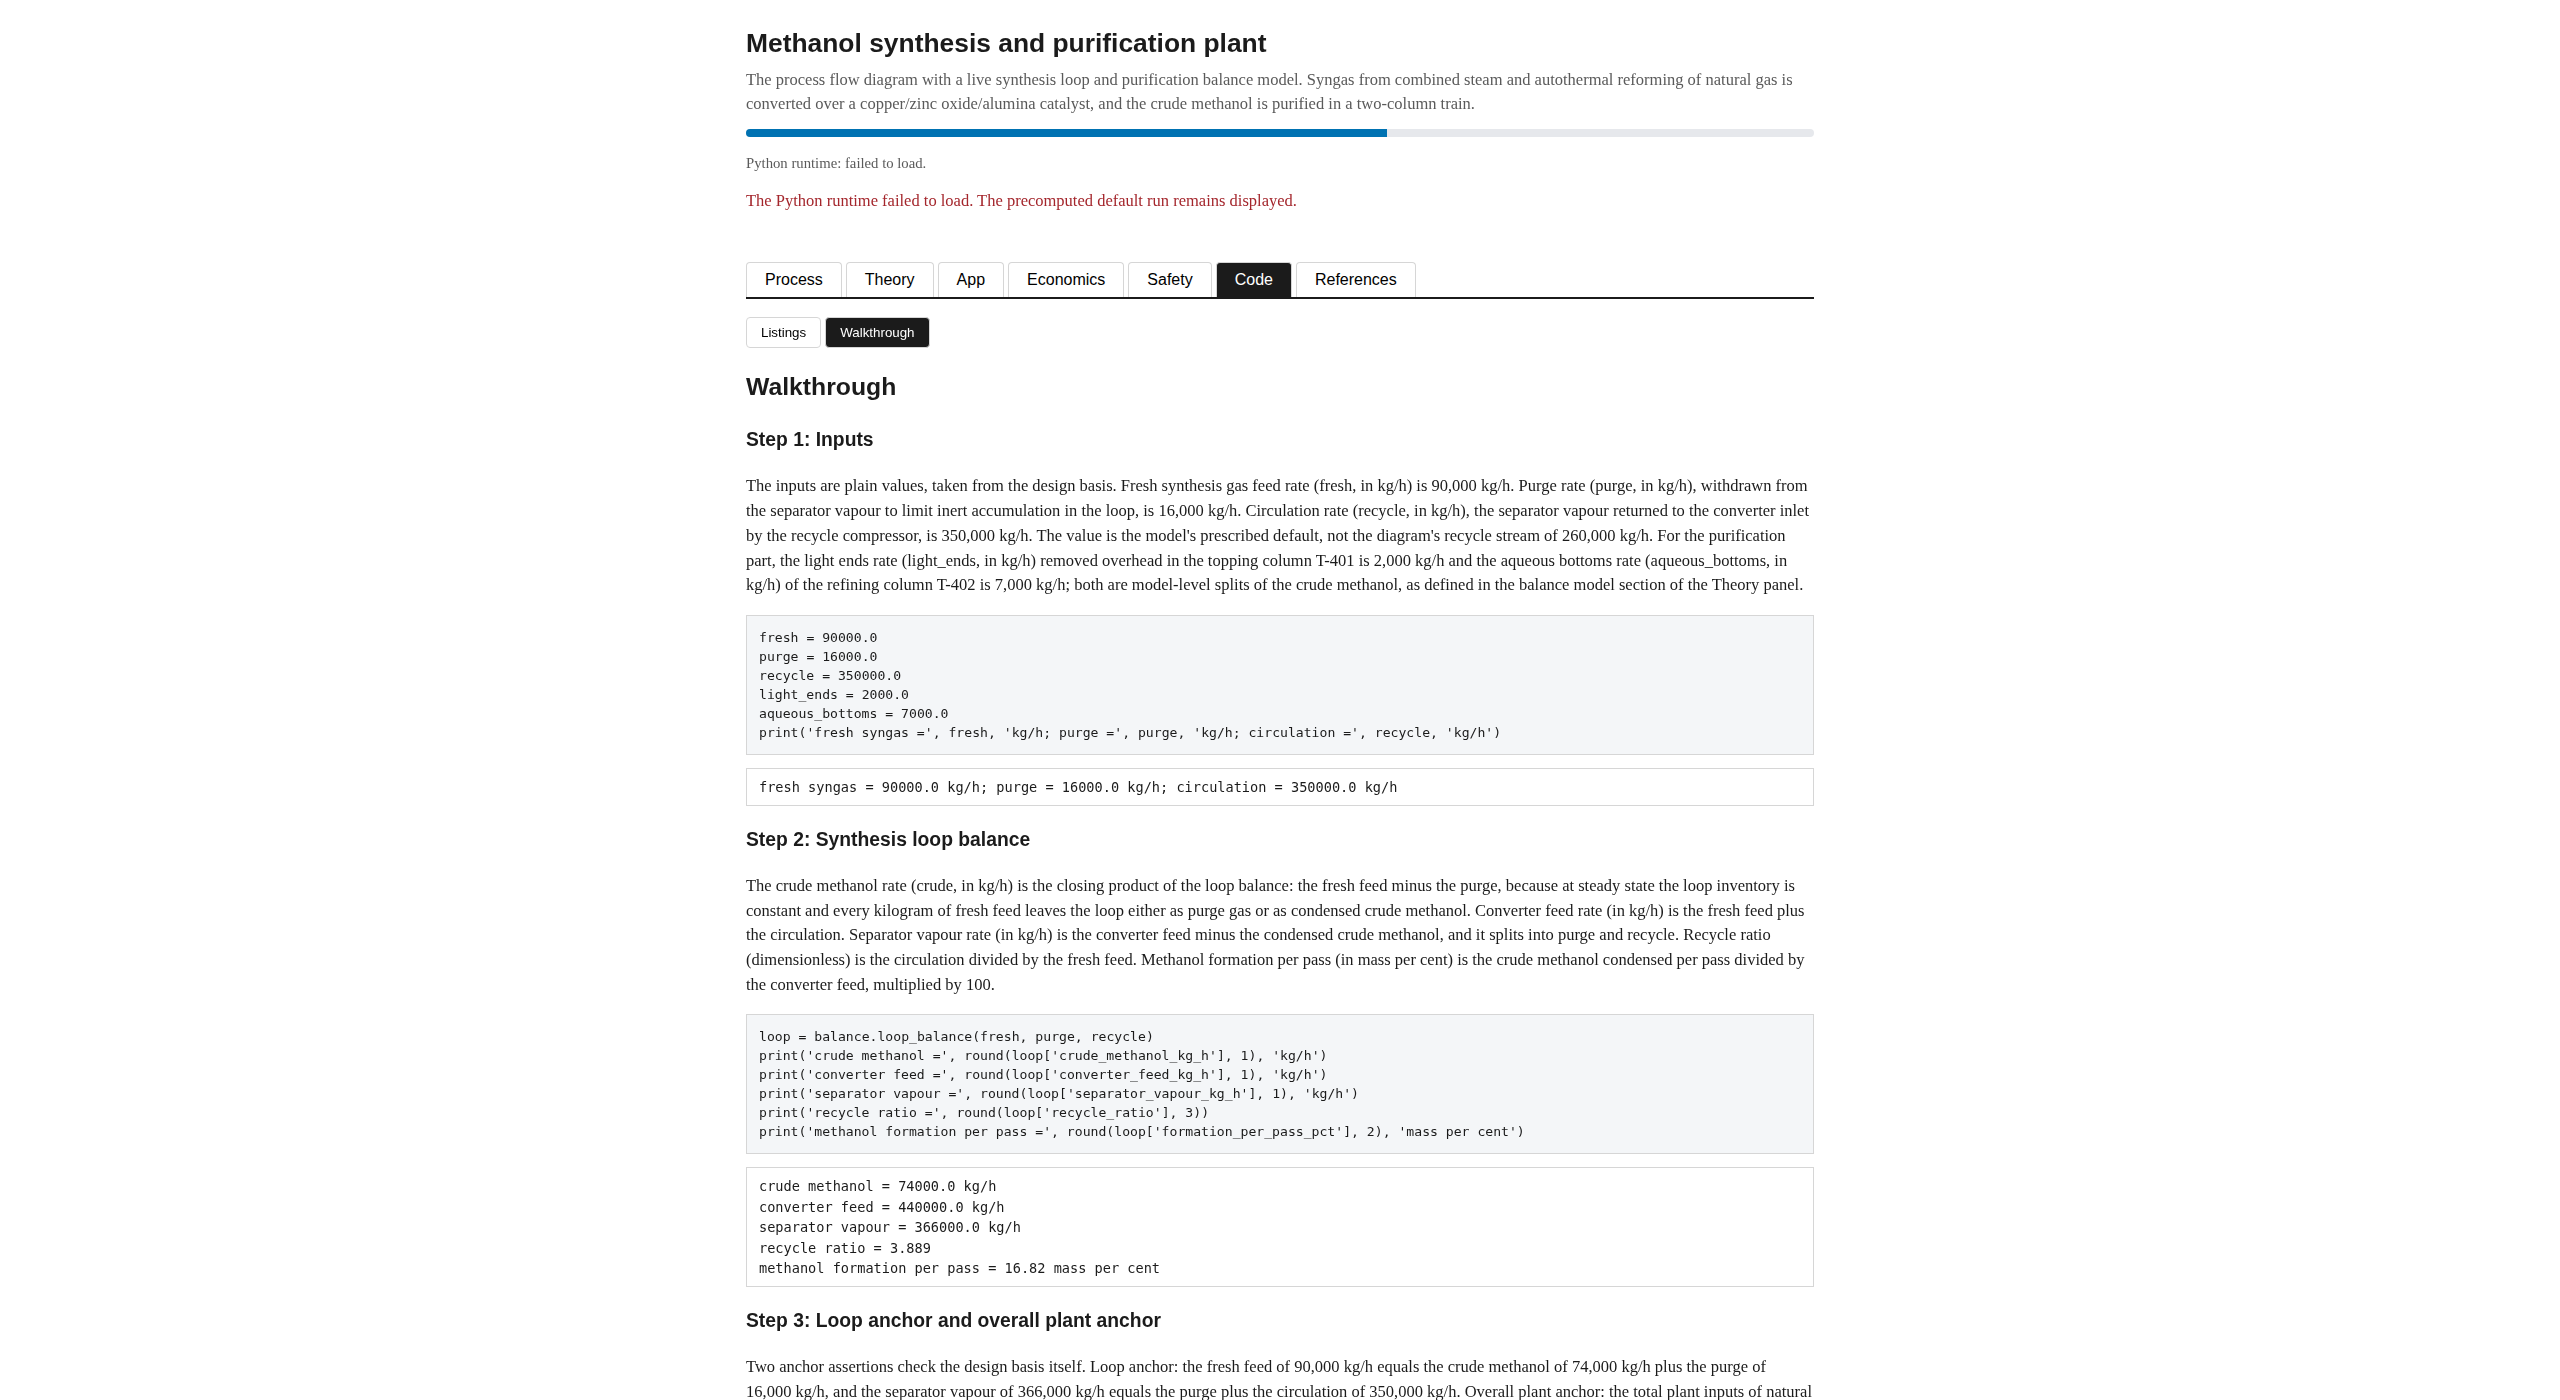 Methanol synthesis and purification plant
The process flow diagram with a live synthesis loop and purification balance model. Syngas from combined steam and autothermal reforming of natural gas is
converted over a copper/zinc oxide/alumina catalyst, and the crude methanol is purified in a two-column train.
Python runtime: failed to load.
The Python runtime failed to load. The precomputed default run remains displayed.
Process Theory App Economics Safety Code References
Listings Walkthrough
Walkthrough
Step 1: Inputs
The inputs are plain values, taken from the design basis. Fresh synthesis gas feed rate (fresh, in kg/h) is 90,000 kg/h. Purge rate (purge, in kg/h), withdrawn from
the separator vapour to limit inert accumulation in the loop, is 16,000 kg/h. Circulation rate (recycle, in kg/h), the separator vapour returned to the converter inlet
by the recycle compressor, is 350,000 kg/h. The value is the model's prescribed default, not the diagram's recycle stream of 260,000 kg/h. For the purification
part, the light ends rate (light_ends, in kg/h) removed overhead in the topping column T-401 is 2,000 kg/h and the aqueous bottoms rate (aqueous_bottoms, in
kg/h) of the refining column T-402 is 7,000 kg/h; both are model-level splits of the crude methanol, as defined in the balance model section of the Theory panel.
fresh = 90000.0
purge = 16000.0
recycle = 350000.0
light_ends = 2000.0
aqueous_bottoms = 7000.0
print('fresh syngas =', fresh, 'kg/h; purge =', purge, 'kg/h; circulation =', recycle, 'kg/h')
fresh syngas = 90000.0 kg/h; purge = 16000.0 kg/h; circulation = 350000.0 kg/h
Step 2: Synthesis loop balance
The crude methanol rate (crude, in kg/h) is the closing product of the loop balance: the fresh feed minus the purge, because at steady state the loop inventory is
constant and every kilogram of fresh feed leaves the loop either as purge gas or as condensed crude methanol. Converter feed rate (in kg/h) is the fresh feed plus
the circulation. Separator vapour rate (in kg/h) is the converter feed minus the condensed crude methanol, and it splits into purge and recycle. Recycle ratio
(dimensionless) is the circulation divided by the fresh feed. Methanol formation per pass (in mass per cent) is the crude methanol condensed per pass divided by
the converter feed, multiplied by 100.
loop = balance.loop_balance(fresh, purge, recycle)
print('crude methanol =', round(loop['crude_methanol_kg_h'], 1), 'kg/h')
print('converter feed =', round(loop['converter_feed_kg_h'], 1), 'kg/h')
print('separator vapour =', round(loop['separator_vapour_kg_h'], 1), 'kg/h')
print('recycle ratio =', round(loop['recycle_ratio'], 3))
print('methanol formation per pass =', round(loop['formation_per_pass_pct'], 2), 'mass per cent')
crude methanol = 74000.0 kg/h
converter feed = 440000.0 kg/h
separator vapour = 366000.0 kg/h
recycle ratio = 3.889
methanol formation per pass = 16.82 mass per cent
Step 3: Loop anchor and overall plant anchor
Two anchor assertions check the design basis itself. Loop anchor: the fresh feed of 90,000 kg/h equals the crude methanol of 74,000 kg/h plus the purge of
16,000 kg/h, and the separator vapour of 366,000 kg/h equals the purge plus the circulation of 350,000 kg/h. Overall plant anchor: the total plant inputs of natural